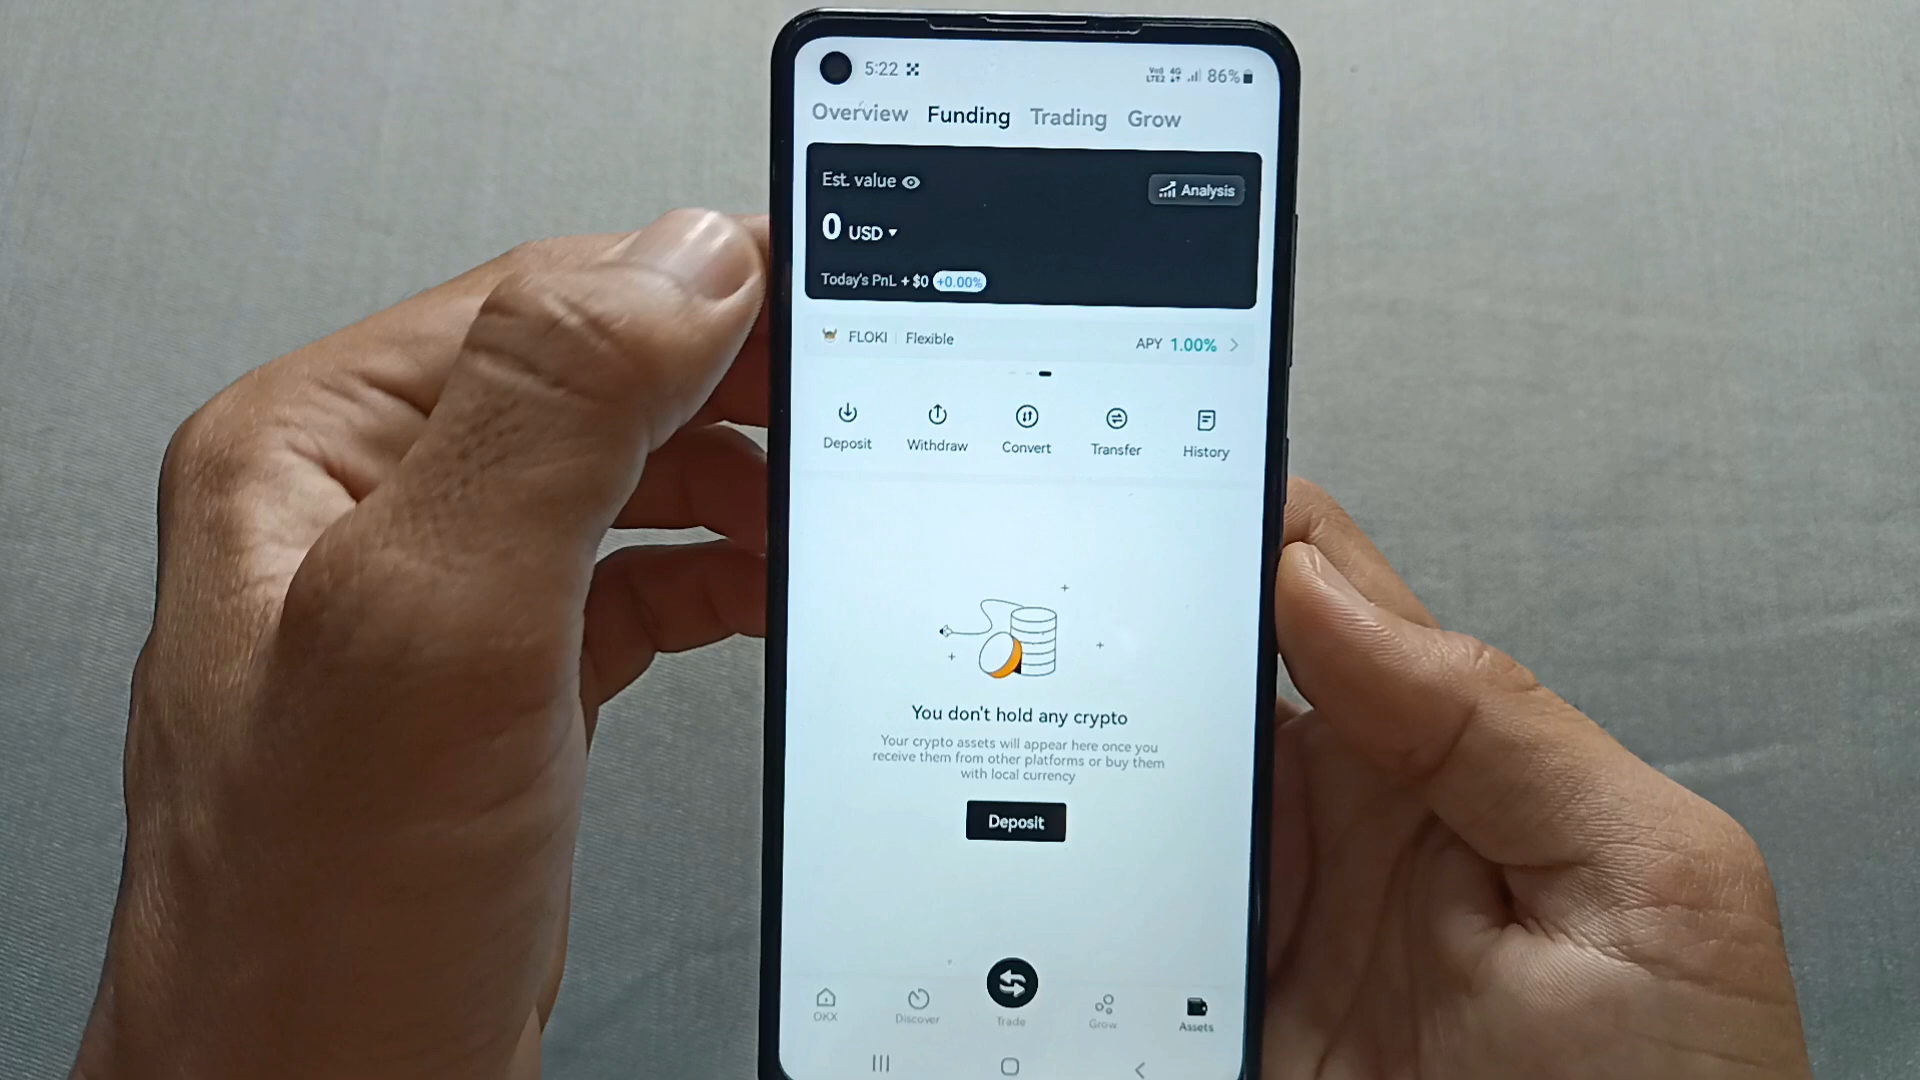 5:22 VoD LTE2 4G 86%
Overview Funding Trading Grow
Est. value Analysis
0 USD
Today's PnL + $0 +0.00%
FLOKI Flexible APY 1.00%
Deposit Withdraw Convert Transfer History
You don't hold any crypto
Your crypto assets will appear here once you
receive them from other platforms or buy them
with local currency
Deposit
OKX Discover Trade Grow Assets